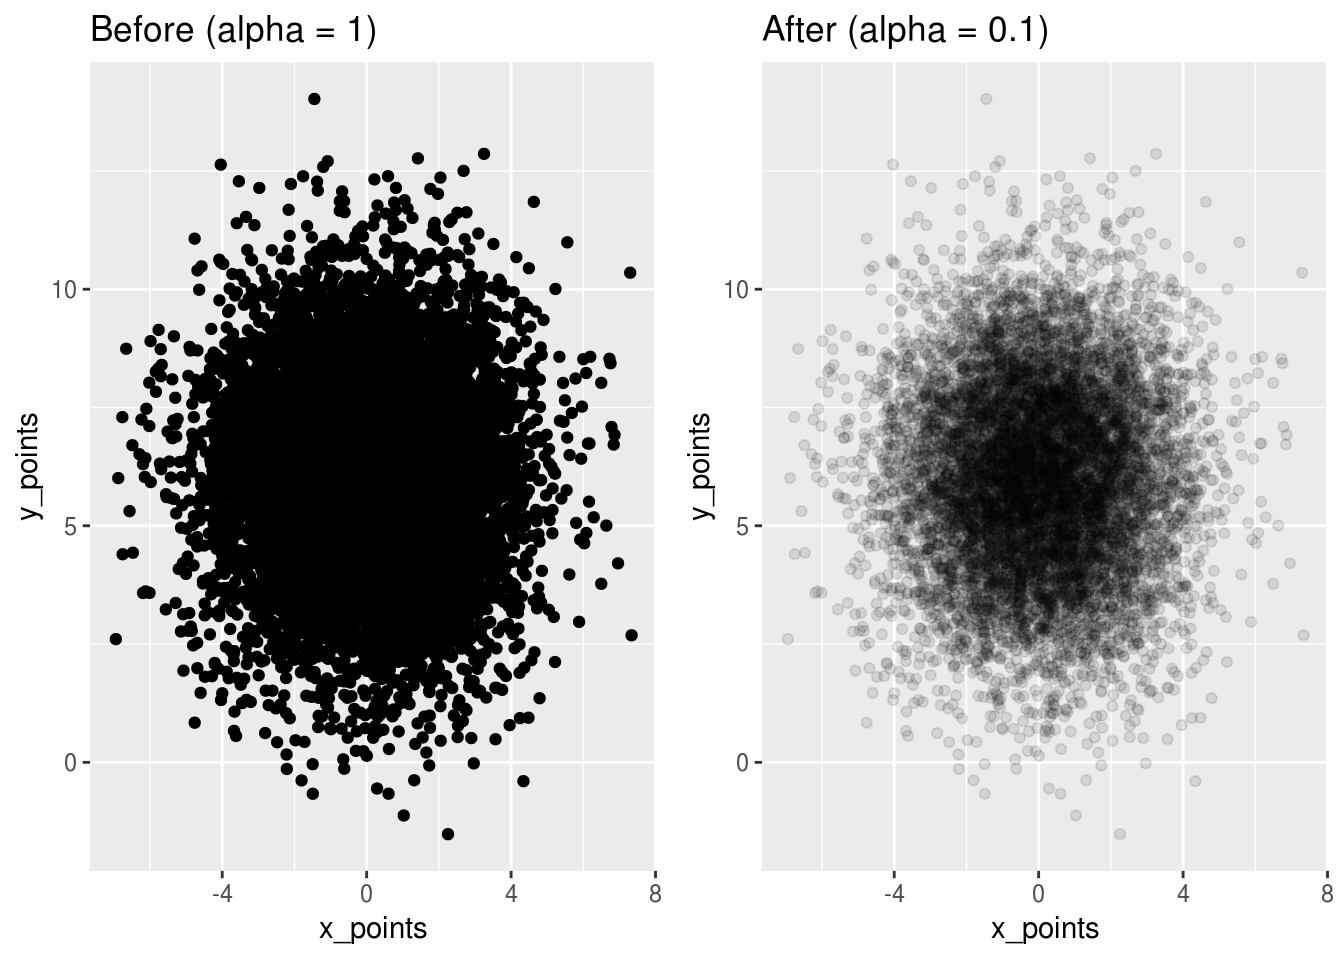 Before (alpha = 1)
10
5
0
y_points
-4 0 4 8
x_points
After (alpha = 0.1)
10
5
0
y_points
-4 0 4 8
x_points